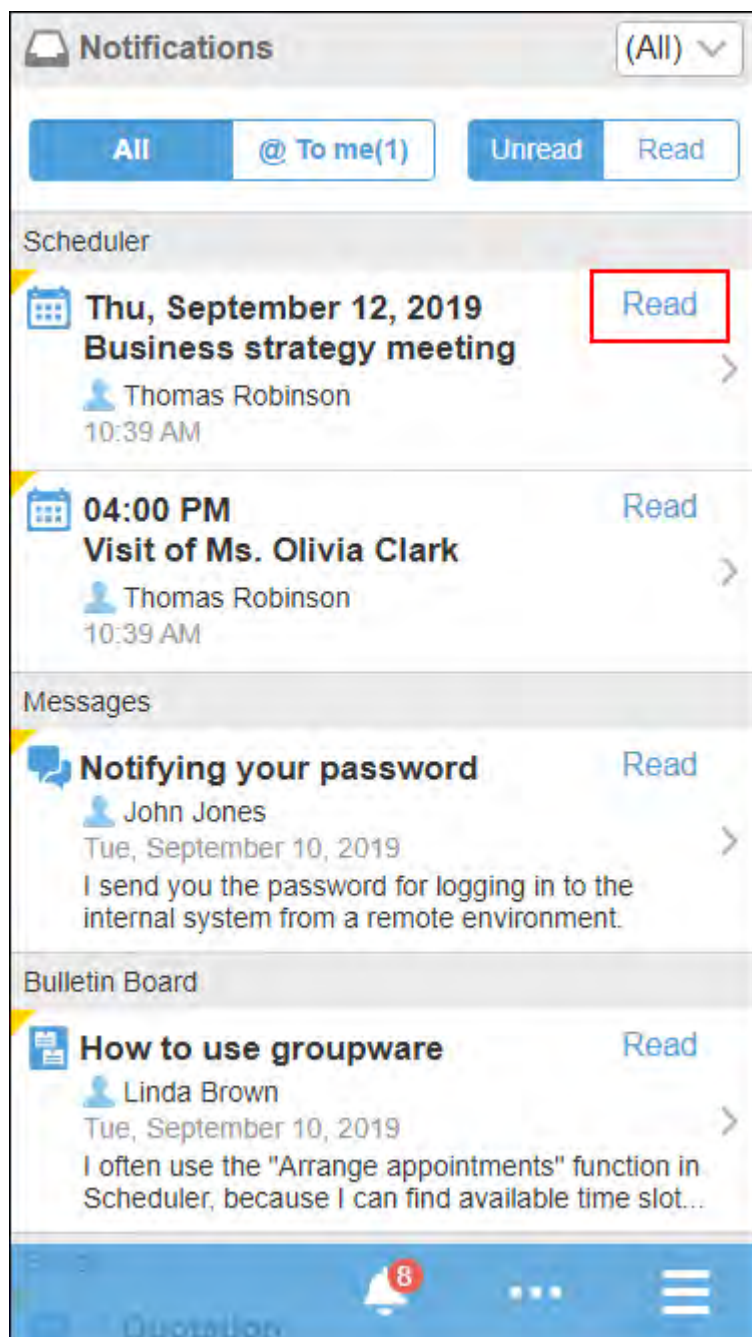 Notifications (All)
All @ To me(1) Unread Read
Scheduler
Thu, September 12, 2019 Read
Business strategy meeting
Thomas Robinson
10:39 AM
04:00 PM Read
Visit of Ms. Olivia Clark
Thomas Robinson
10:39 AM
Messages
Notifying your password Read
John Jones
Tue, September 10, 2019
I send you the password for logging in to the
internal system from a remote environment.
Bulletin Board
How to use groupware Read
Linda Brown
Tue, September 10, 2019
I often use the "Arrange appointments" function in
Scheduler, because I can find available time slot...
8
Quotation